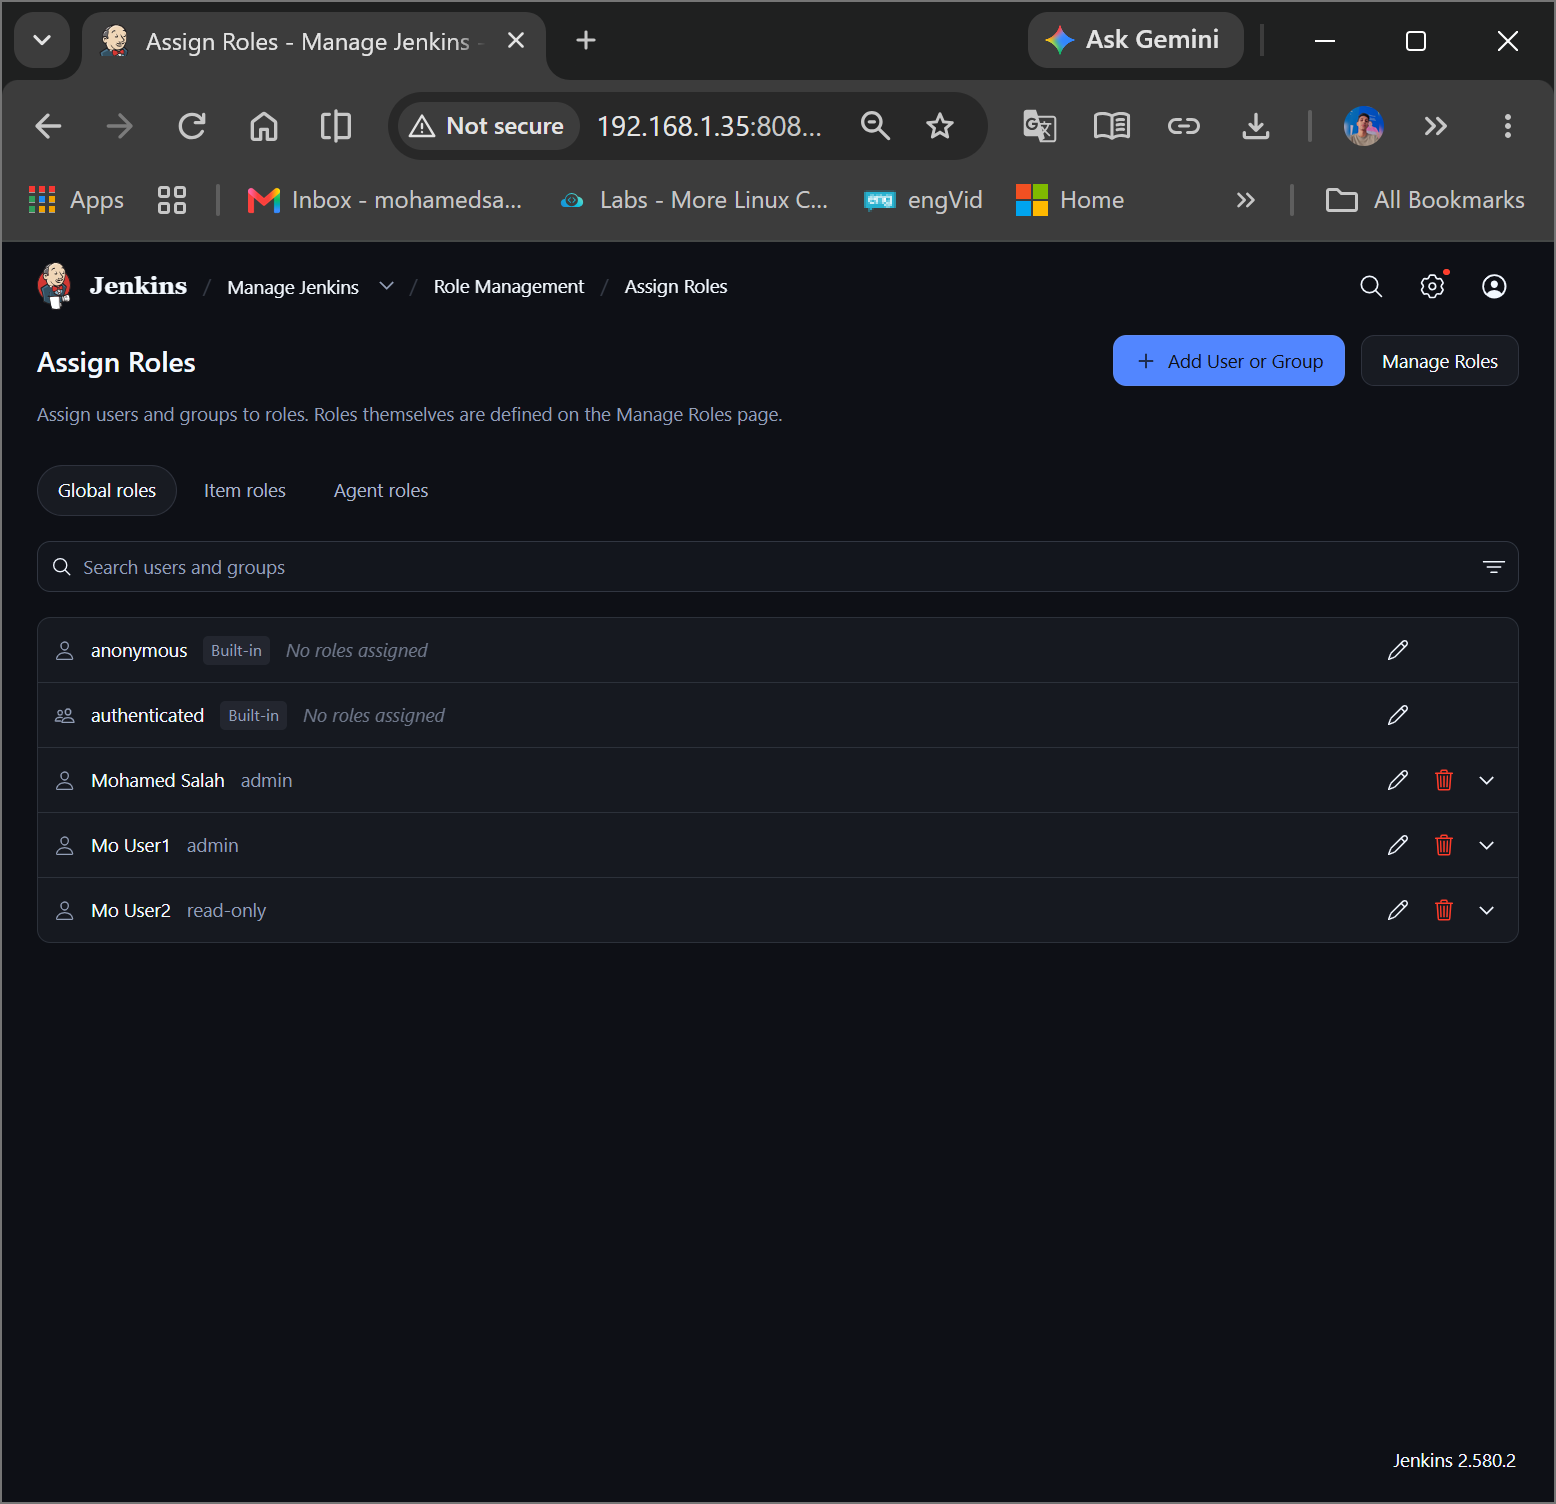 Assign Roles - Manage Jenkins -
Ask Gemini
Not secure
192.168.1.35:808...
Apps
Inbox - mohamedsa...
Labs - More Linux C...
eng
engVid
Home
All Bookmarks
Jenkins / Manage Jenkins / Role Management / Assign Roles
Assign Roles
+ Add User or Group
Manage Roles
Assign users and groups to roles. Roles themselves are defined on the Manage Roles page.
Global roles
Item roles
Agent roles
Search users and groups
anonymous Built-in No roles assigned
authenticated Built-in No roles assigned
Mohamed Salah admin
Mo User1 admin
Mo User2 read-only
Jenkins 2.580.2